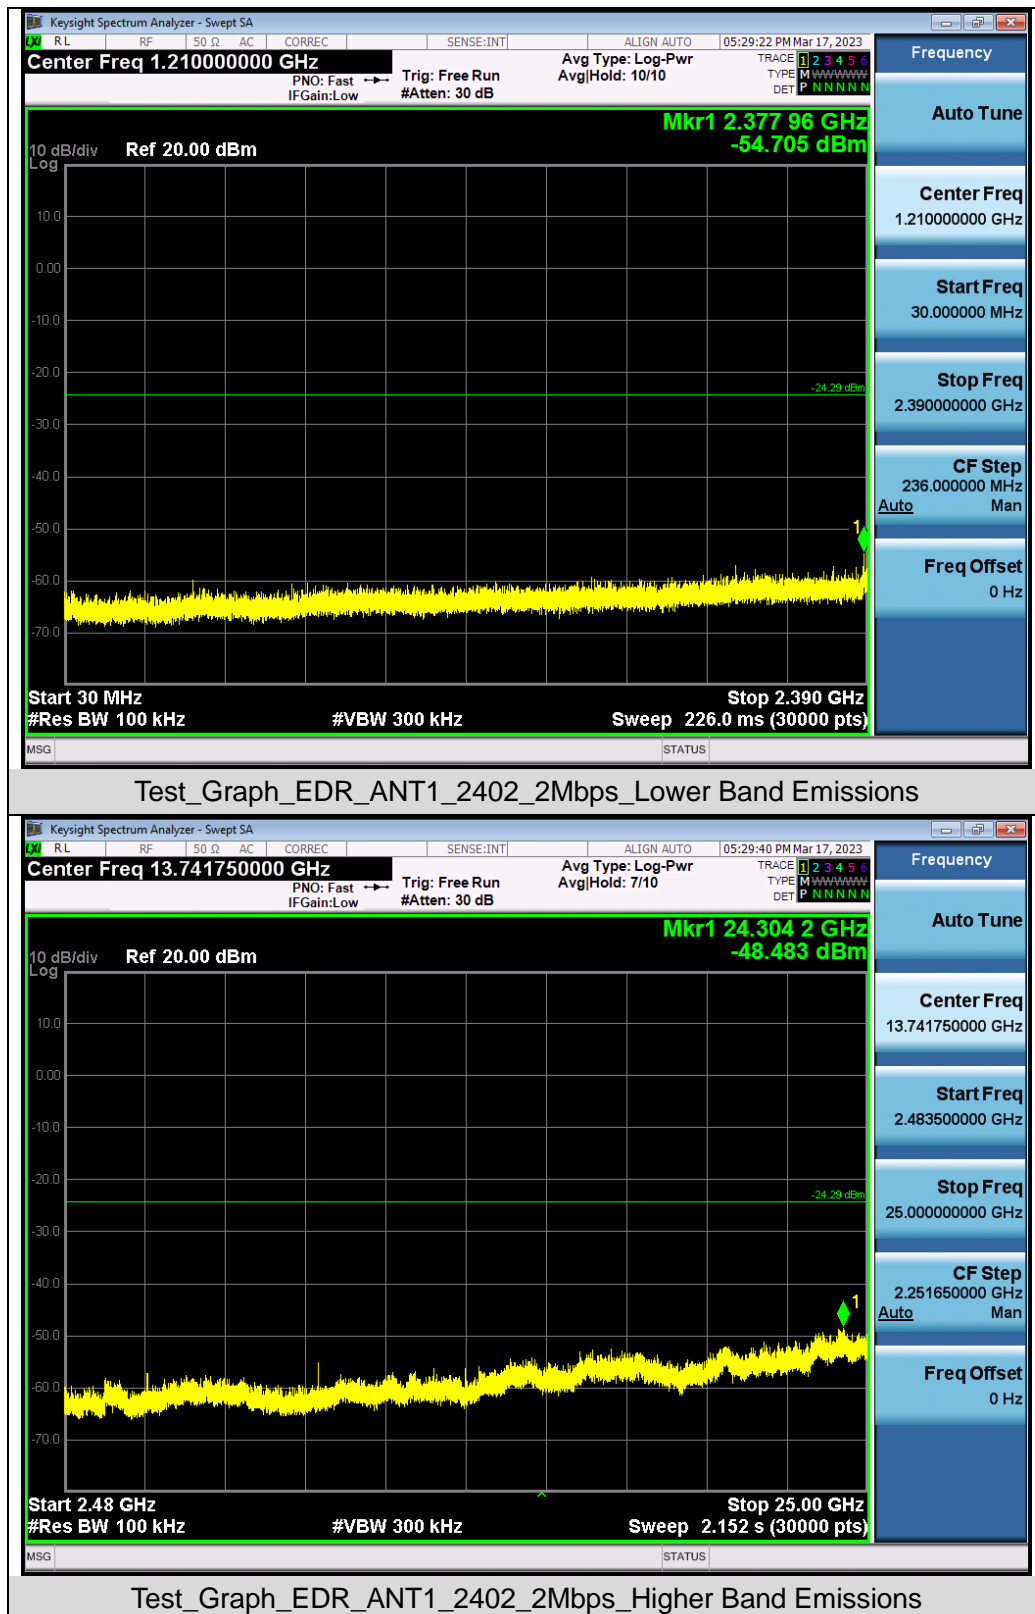 Keysight Spectrum Analyzer - Swept SA
LXI RL RF 50 Ω AC CORREC SENSE:INT ALIGN AUTO 05:29:22 PM Mar 17, 2023
Center Freq 1.210000000 GHz
PNO: Fast
IFGain:Low
Trig: Free Run
#Atten: 30 dB
Avg Type: Log-Pwr
Avg|Hold: 10/10
TRACE 1 2 3 4 5 6
TYPE M W W W W W
DET P N N N N N
Mkr1 2.377 96 GHz
-54.705 dBm
10 dB/div Ref 20.00 dBm
Log
10.0
0.00
-10.0
-20.0
-24.29 dBm
-30.0
-40.0
-50.0
1
-60.0
-70.0
Start 30 MHz Stop 2.390 GHz
#Res BW 100 kHz #VBW 300 kHz Sweep 226.0 ms (30000 pts)
MSG STATUS
Frequency
Auto Tune
Center Freq
1.210000000 GHz
Start Freq
30.000000 MHz
Stop Freq
2.390000000 GHz
CF Step
236.000000 MHz
Auto Man
Freq Offset
0 Hz
Test_Graph_EDR_ANT1_2402_2Mbps_Lower Band Emissions
Keysight Spectrum Analyzer - Swept SA
LXI RL RF 50 Ω AC CORREC SENSE:INT ALIGN AUTO 05:29:40 PM Mar 17, 2023
Center Freq 13.741750000 GHz
PNO: Fast
IFGain:Low
Trig: Free Run
#Atten: 30 dB
Avg Type: Log-Pwr
Avg|Hold: 7/10
TRACE 1 2 3 4 5 6
TYPE M W W W W W
DET P N N N N N
Mkr1 24.304 2 GHz
-48.483 dBm
10 dB/div Ref 20.00 dBm
Log
10.0
0.00
-10.0
-20.0
-24.29 dBm
-30.0
-40.0
1
-50.0
-60.0
-70.0
Start 2.48 GHz Stop 25.00 GHz
#Res BW 100 kHz #VBW 300 kHz Sweep 2.152 s (30000 pts)
MSG STATUS
Frequency
Auto Tune
Center Freq
13.741750000 GHz
Start Freq
2.483500000 GHz
Stop Freq
25.000000000 GHz
CF Step
2.251650000 GHz
Auto Man
Freq Offset
0 Hz
Test_Graph_EDR_ANT1_2402_2Mbps_Higher Band Emissions